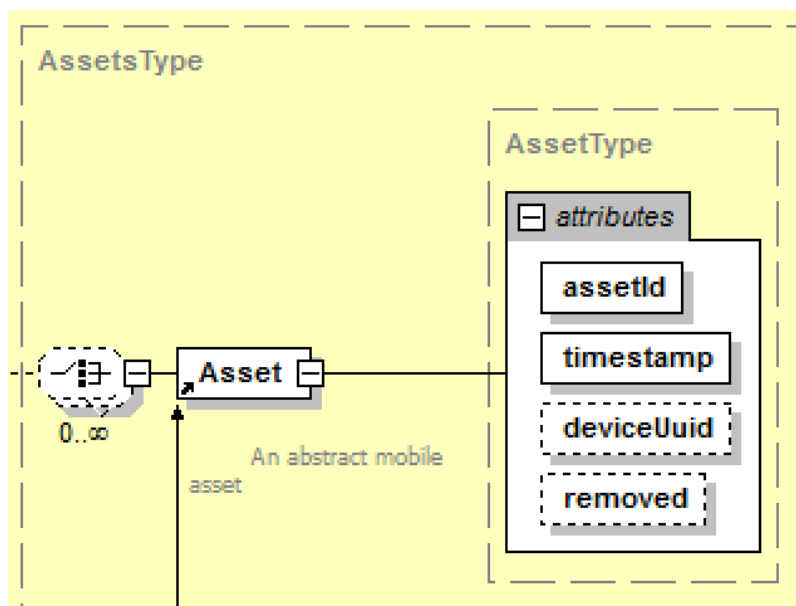 AssetsType
AssetType
attributes
assetId
timestamp
deviceUuid
removed
Asset
0..∞
An abstract mobile
asset